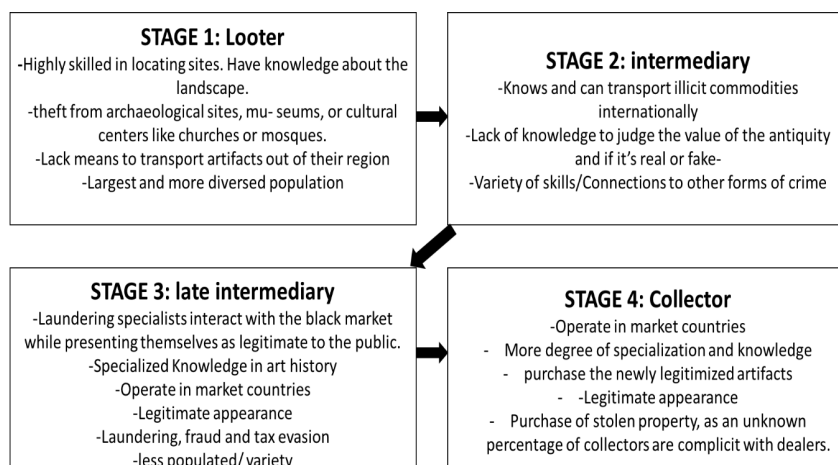 STAGE 1: Looter
-Highly skilled in locating sites. Have knowledge about the
landscape.
-theft from archaeological sites, mu- seums, or cultural
centers like churches or mosques.
-Lack means to transport artifacts out of their region
-Largest and more diversed population
STAGE 2: intermediary
-Knows and can transport illicit commodities
internationally
-Lack of knowledge to judge the value of the antiquity
and if it's real or fake-
-Variety of skills/Connections to other forms of crime
STAGE 3: late intermediary
-Laundering specialists interact with the black market
while presenting themselves as legitimate to the public.
-Specialized Knowledge in art history
-Operate in market countries
-Legitimate appearance
-Laundering, fraud and tax evasion
-less populated/ variety
STAGE 4: Collector
-Operate in market countries
- More degree of specialization and knowledge
- purchase the newly legitimized artifacts
- -Legitimate appearance
- Purchase of stolen property, as an unknown
percentage of collectors are complicit with dealers.